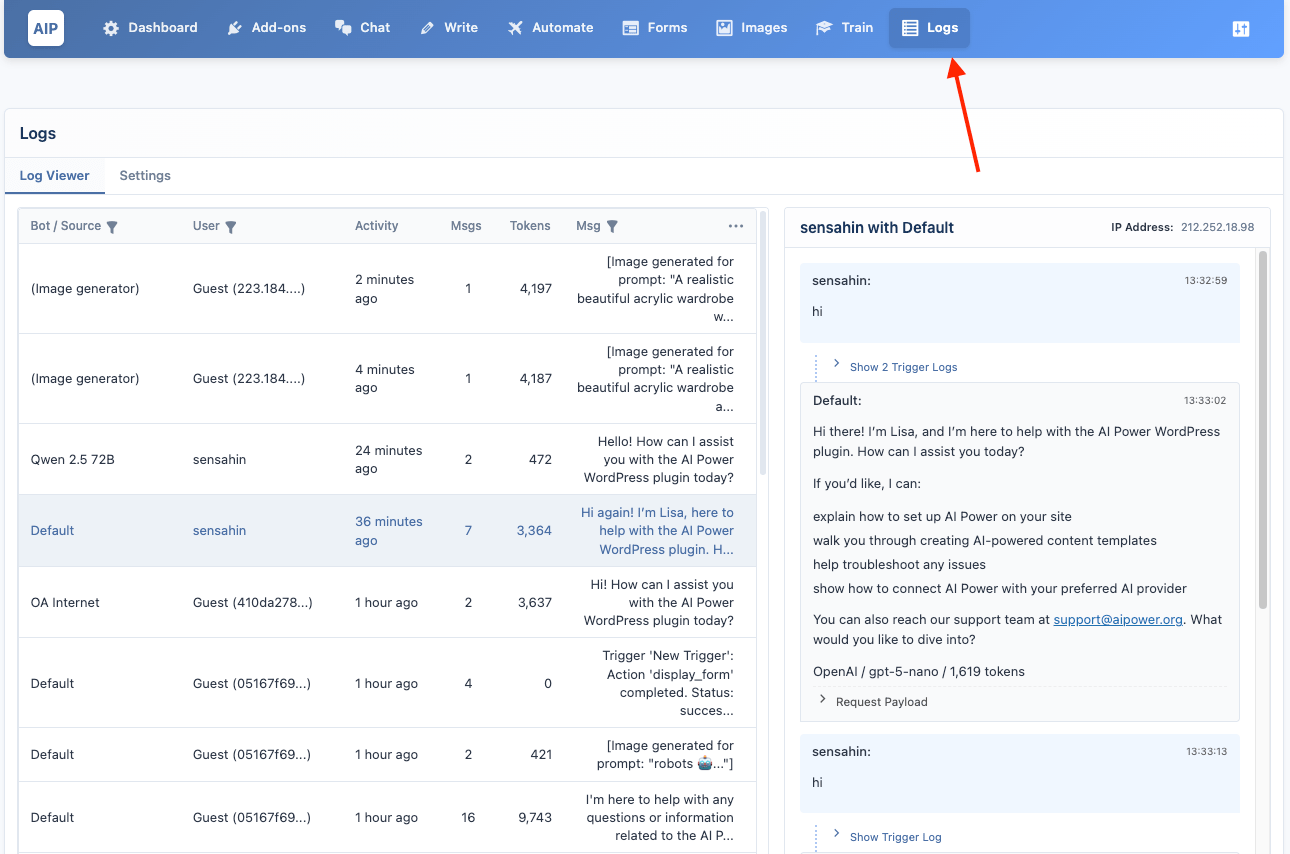 AIP
Dashboard
Add-ons
Chat
Write
Automate
Forms
Images
Train
Logs
Logs
Log Viewer
Settings
Bot / Source
User
Activity
Msgs
Tokens
Msg
...
(Image generator)
Guest (223.184....)
2 minutes
ago
1
4,197
[Image generated for
prompt: "A realistic
beautiful acrylic wardrobe
w...
(Image generator)
Guest (223.184....)
4 minutes
ago
1
4,187
[Image generated for
prompt: "A realistic
beautiful acrylic wardrobe
a...
Qwen 2.5 72B
sensahin
24 minutes
ago
2
472
Hello! How can I assist
you with the AI Power
WordPress plugin today?
Default
sensahin
36 minutes
ago
7
3,364
Hi again! I’m Lisa, here to
help with the AI Power
WordPress plugin. H...
OA Internet
Guest (410da278...)
1 hour ago
2
3,637
Hi! How can I assist you
with the AI Power
WordPress plugin today?
Default
Guest (05167f69...)
1 hour ago
4
0
Trigger 'New Trigger':
Action 'display_form'
completed. Status:
succes...
Default
Guest (05167f69...)
1 hour ago
2
421
[Image generated for
prompt: "robots 🤖..."]
Default
Guest (05167f69...)
1 hour ago
16
9,743
I'm here to help with any
questions or information
related to the AI P...
sensahin with Default
IP Address: 212.252.18.98
sensahin:
13:32:59
hi
Show 2 Trigger Logs
Default:
13:33:02
Hi there! I’m Lisa, and I’m here to help with the AI Power WordPress
plugin. How can I assist you today?
If you’d like, I can:
explain how to set up AI Power on your site
walk you through creating AI-powered content templates
help troubleshoot any issues
show how to connect AI Power with your preferred AI provider
You can also reach our support team at support@aipower.org. What
would you like to dive into?
OpenAI / gpt-5-nano / 1,619 tokens
Request Payload
sensahin:
13:33:13
hi
Show Trigger Log